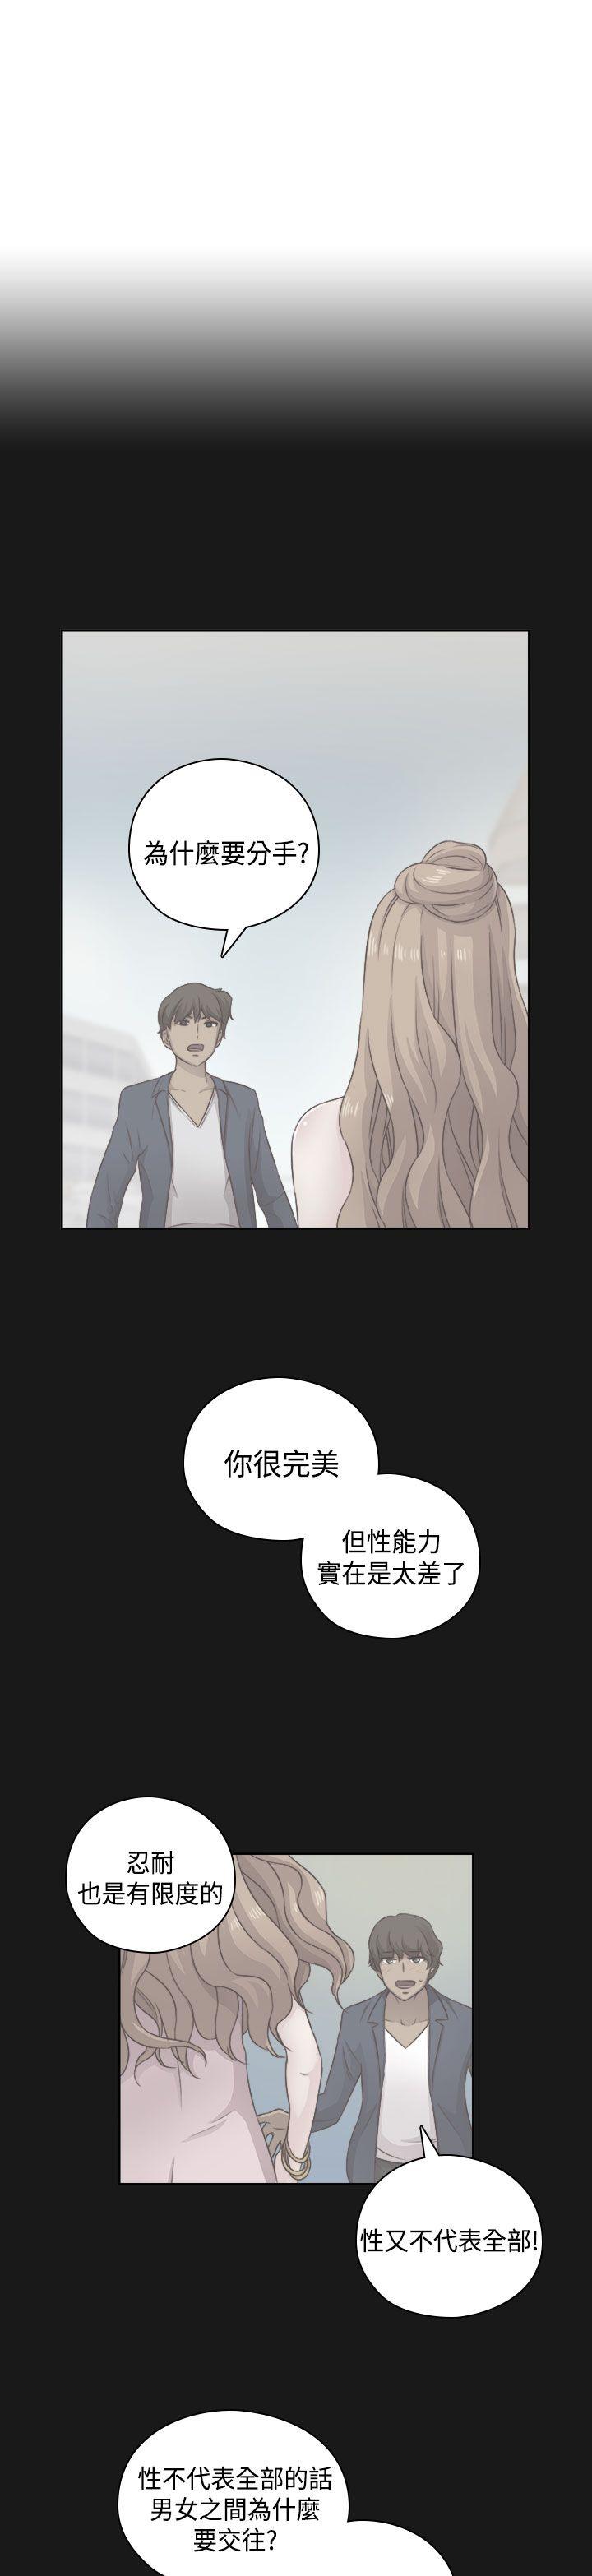 為什麼要分手?
你很完美
但性能力
實在是太差了
忍耐
也是有限度的
性又不代表全部!
性不代表全部的話
男女之間為什麼
要交往?